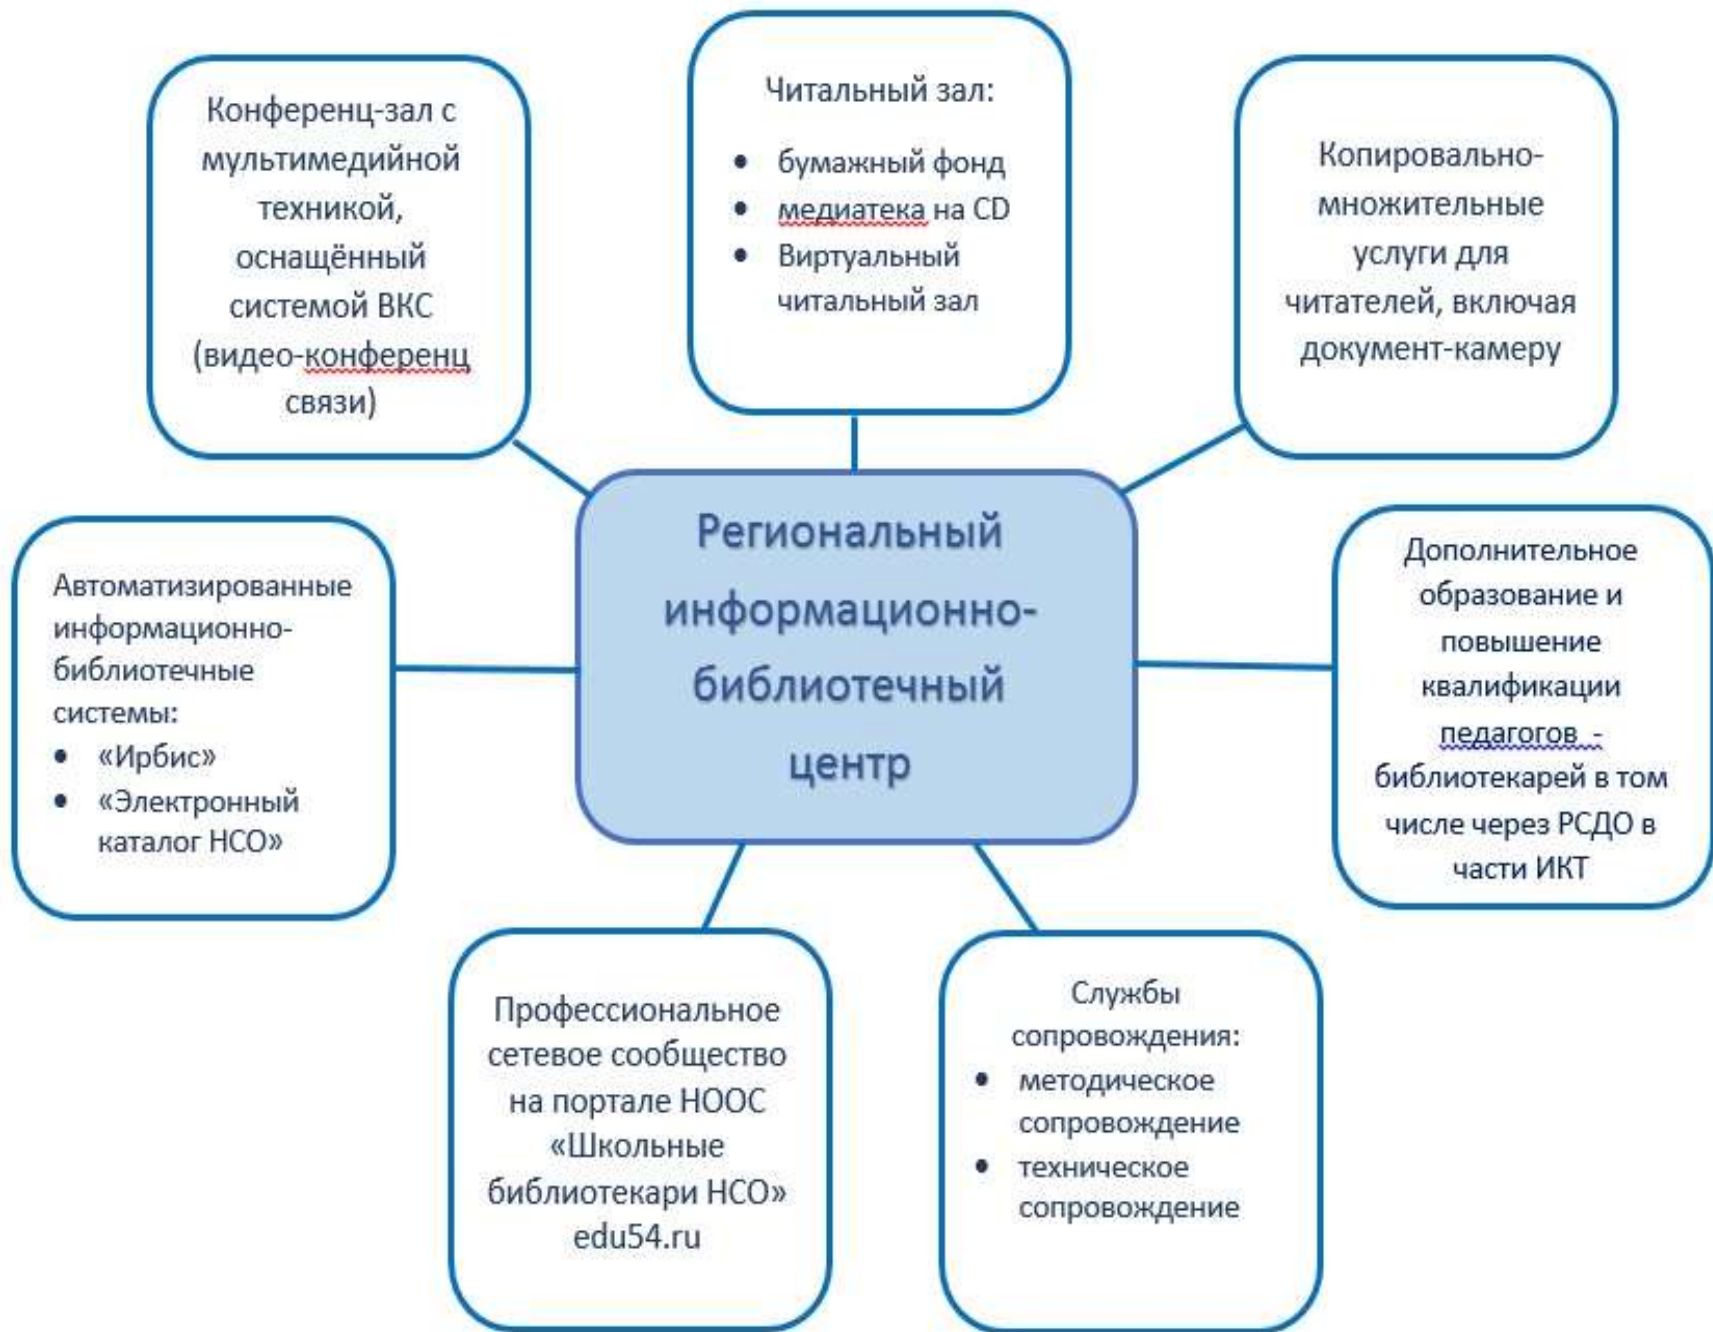 Читальный зал:
• бумажный фонд
• медиатека на CD
• Виртуальный
читальный зал
Конференц-зал с
мультимедийной
техникой,
оснащённый
системой ВКС
(видео-конференц
связи)
Копировально-
множительные
услуги для
читателей, включая
документ-камеру
Региональный
информационно-
библиотечный
центр
Автоматизированные
информационно-
библиотечные
системы:
• «Ирбис»
• «Электронный
каталог НСО»
Дополнительное
образование и
повышение
квалификации
педагогов -
библиотекарей в том
числе через РСДО в
части ИКТ
Профессиональное
сетевое сообщество
на портале НООС
«Школьные
библиотекари НСО»
edu54.ru
Службы
сопровождения:
• методическое
сопровождение
• техническое
сопровождение